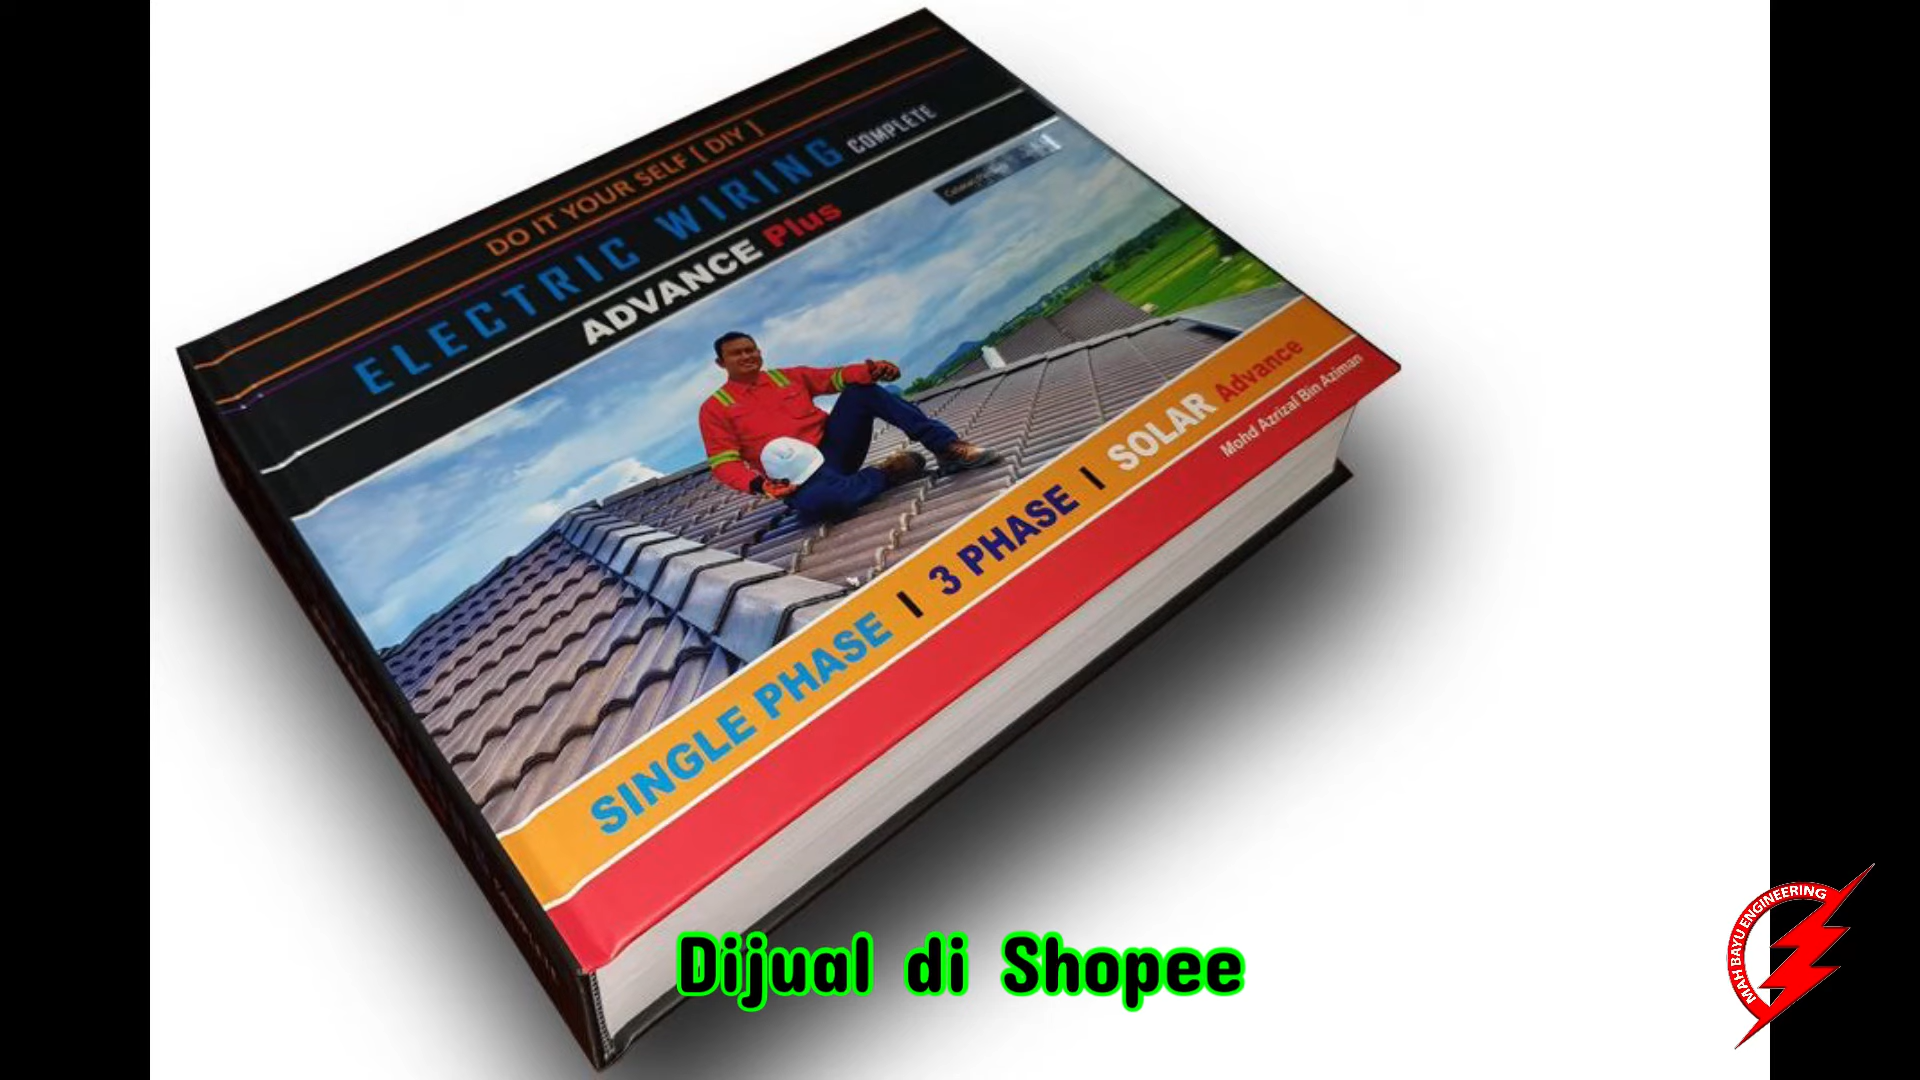 DO IT YOUR SELF [ DIY ]
ELECTRIC WIRING COMPLETE
ADVANCE Plus
SINGLE PHASE I 3 PHASE I SOLAR Advance
Mohd Azrizal Bin Aziman
Dijual di Shopee
MAH BAYU ENGINEERING